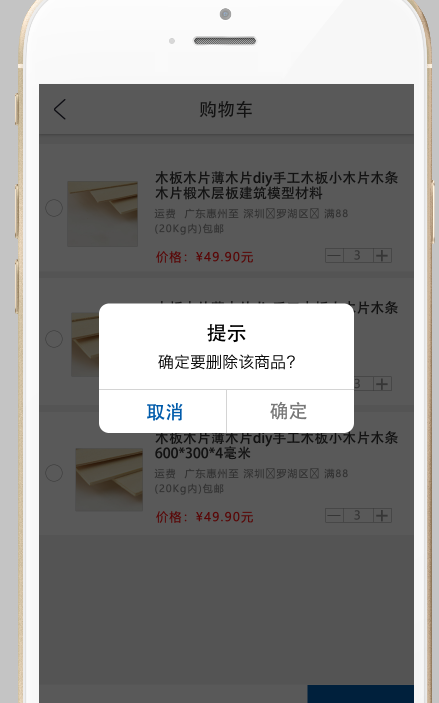 购物车
木板木片薄木片diy手工木板小木片木条
木片椴木层板建筑模型材料
运费 广东惠州至 深圳 罗湖区 满88
(20Kg内)包邮
价格: ¥49.90元
3
提示
确定要删除该商品?
3
取消
确定
木板木片薄木片diy手工木板小木片木条
600*300*4毫米
运费 广东惠州至 深圳 罗湖区 满88
(20Kg内)包邮
价格: ¥49.90元
3